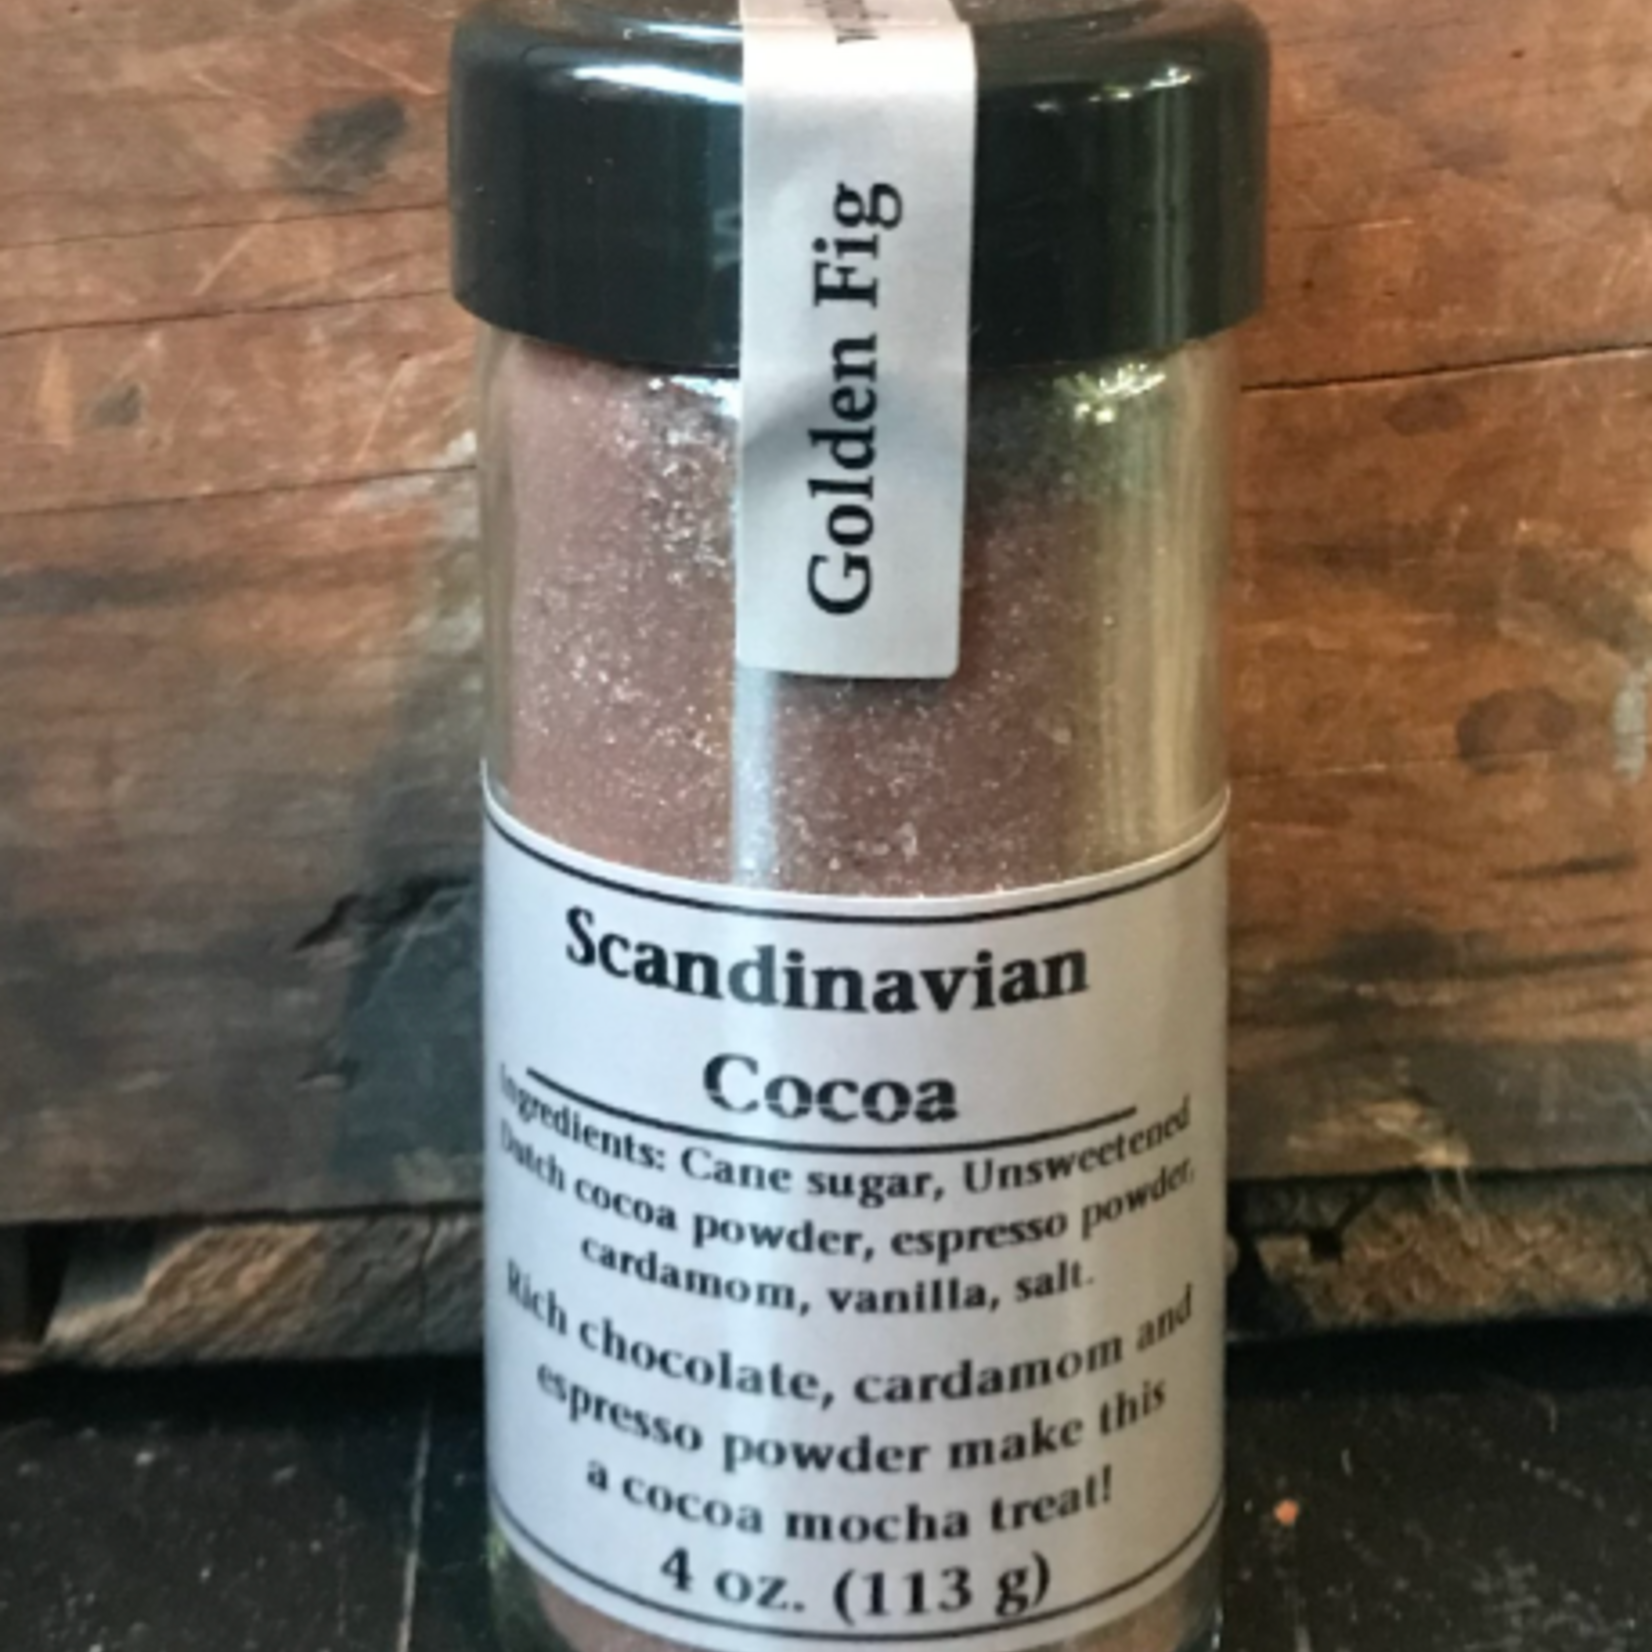 Golden Fig
Scandinavian
Cocoa
Ingredients: Cane sugar, Unsweetened
Dutch cocoa powder, espresso powder,
cardamom, vanilla, salt.
Rich chocolate, cardamom and
espresso powder make this
a cocoa mocha treat!
4 oz. (113 g)